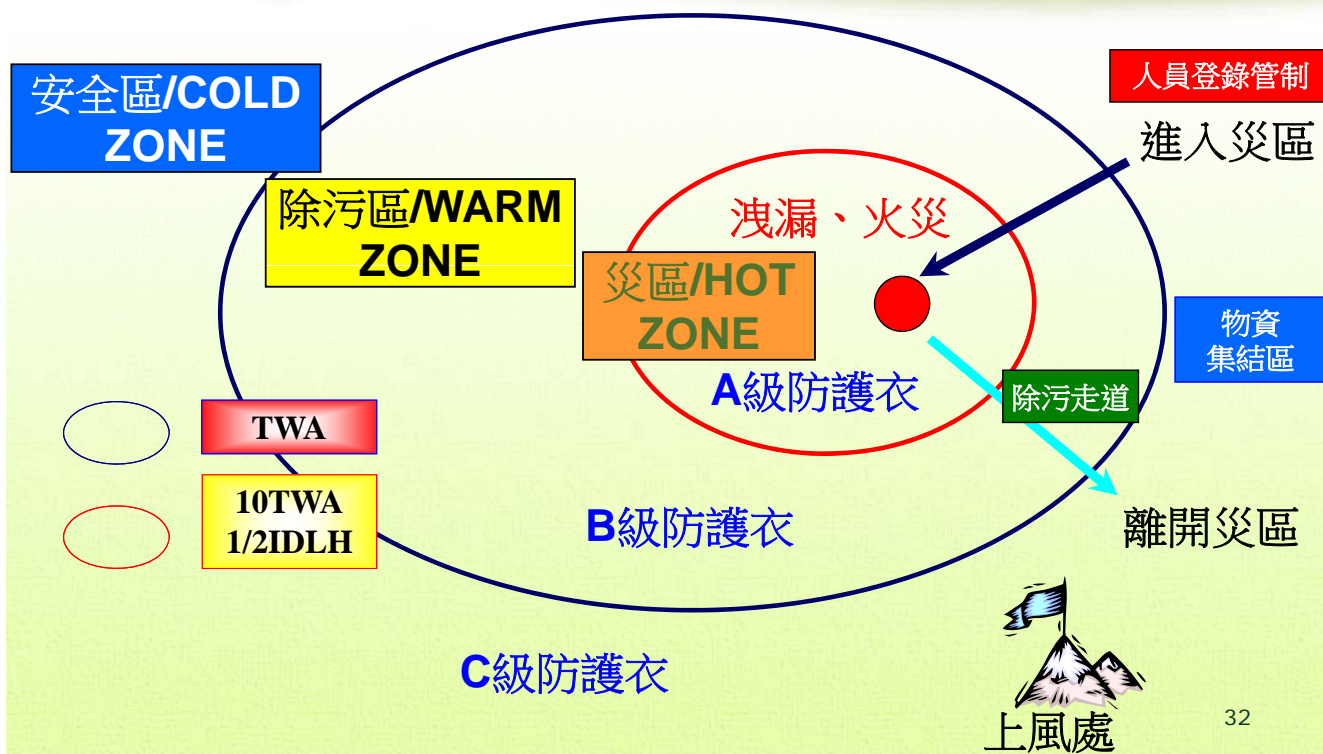 安全區/COLD
ZONE
人員登錄管制
進入災區
除污區/WARM
ZONE
洩漏、火災
災區/HOT
ZONE
物資
集結區
A級防護衣
除污走道
TWA
10TWA
1/2IDLH
B級防護衣
離開災區
C級防護衣
上風處
32